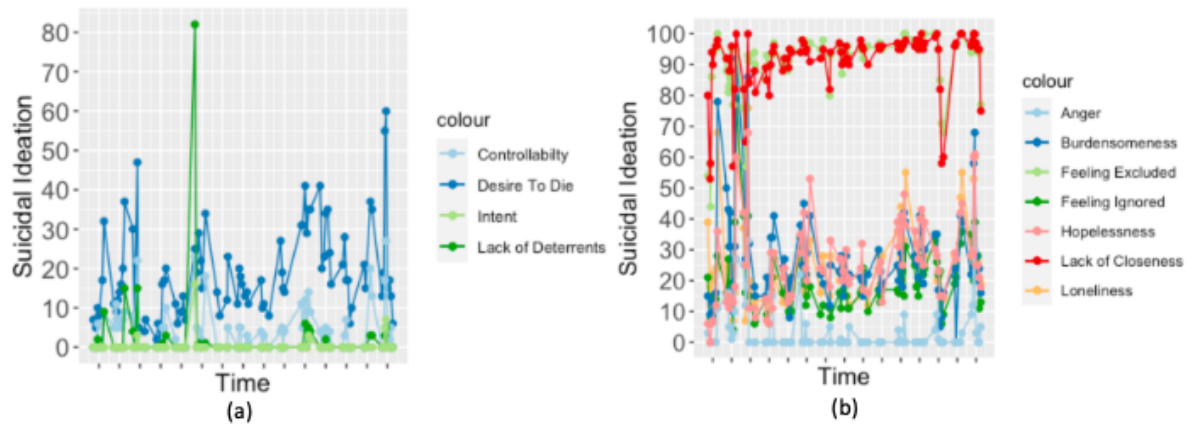 Suicidal Ideation
80
70
60
50
40
30
20
10
0
Time
(a)
colour
Controllabilty
Desire To Die
Intent
Lack of Deterrents
Suicidal Ideation
100
90
80
70
60
50
40
30
20
10
0
Time
(b)
colour
Anger
Burdensomeness
Feeling Excluded
Feeling Ignored
Hopelessness
Lack of Closeness
Loneliness